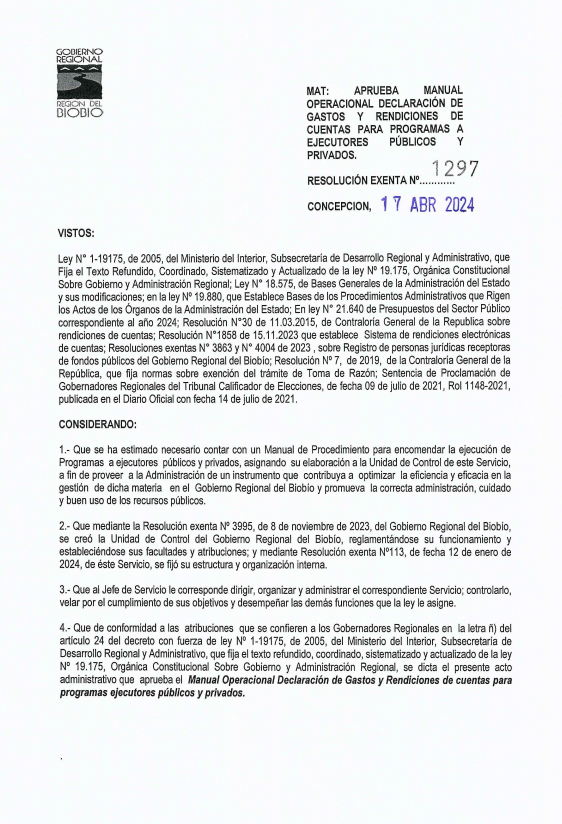 GOBIERNO
REGIONAL
REGION DEL
BIOBIO
MAT: APRUEBA MANUAL
OPERACIONAL DECLARACIÓN DE
GASTOS Y RENDICIONES DE
CUENTAS PARA PROGRAMAS A
EJECUTORES PÚBLICOS Y
PRIVADOS.
RESOLUCIÓN EXENTA Nº............ 1297
CONCEPCION, 17 ABR 2024
VISTOS:
Ley N° 1-19175, de 2005, del Ministerio del Interior, Subsecretaría de Desarrollo Regional y Administrativo, que
Fija el Texto Refundido, Coordinado, Sistematizado y Actualizado de la ley Nº 19.175, Orgánica Constitucional
Sobre Gobierno y Administración Regional; Ley N° 18.575, de Bases Generales de la Administración del Estado
y sus modificaciones; en la ley Nº 19.880, que Establece Bases de los Procedimientos Administrativos que Rigen
los Actos de los Órganos de la Administración del Estado; En ley N° 21.640 de Presupuestos del Sector Público
correspondiente al año 2024; Resolución N°30 de 11.03.2015, de Contraloría General de la Republica sobre
rendiciones de cuentas; Resolución N°1858 de 15.11.2023 que establece Sistema de rendiciones electrónicas
de cuentas; Resoluciones exentas N° 3863 y N° 4004 de 2023 , sobre Registro de personas jurídicas receptoras
de fondos públicos del Gobierno Regional del Biobío; Resolución Nº 7, de 2019, de la Contraloría General de la
República, que fija normas sobre exención del trámite de Toma de Razón; Sentencia de Proclamación de
Gobernadores Regionales del Tribunal Calificador de Elecciones, de fecha 09 de julio de 2021, Rol 1148-2021,
publicada en el Diario Oficial con fecha 14 de julio de 2021.
CONSIDERANDO:
1.- Que se ha estimado necesario contar con un Manual de Procedimiento para encomendar la ejecución de
Programas a ejecutores públicos y privados, asignando su elaboración a la Unidad de Control de este Servicio,
a fin de proveer a la Administración de un instrumento que contribuya a optimizar la eficiencia y eficacia en la
gestión de dicha materia en el Gobierno Regional del Biobío y promueva la correcta administración, cuidado
y buen uso de los recursos públicos.
2.- Que mediante la Resolución exenta Nº 3995, de 8 de noviembre de 2023, del Gobierno Regional del Biobío,
se creó la Unidad de Control del Gobierno Regional del Biobío, reglamentándose su funcionamiento y
estableciéndose sus facultades y atribuciones; y mediante Resolución exenta Nº113, de fecha 12 de enero de
2024, de éste Servicio, se fijó su estructura y organización interna.
3.- Que al Jefe de Servicio le corresponde dirigir, organizar y administrar el correspondiente Servicio; controlarlo,
velar por el cumplimiento de sus objetivos y desempeñar las demás funciones que la ley le asigne.
4.- Que de conformidad a las atribuciones que se confieren a los Gobernadores Regionales en la letra ñ) del
artículo 24 del decreto con fuerza de ley Nº 1-19175, de 2005, del Ministerio del Interior, Subsecretaría de
Desarrollo Regional y Administrativo, que fija el texto refundido, coordinado, sistematizado y actualizado de la ley
Nº 19.175, Orgánica Constitucional Sobre Gobierno y Administración Regional, se dicta el presente acto
administrativo que aprueba el Manual Operacional Declaración de Gastos y Rendiciones de cuentas para
programas ejecutores públicos y privados.